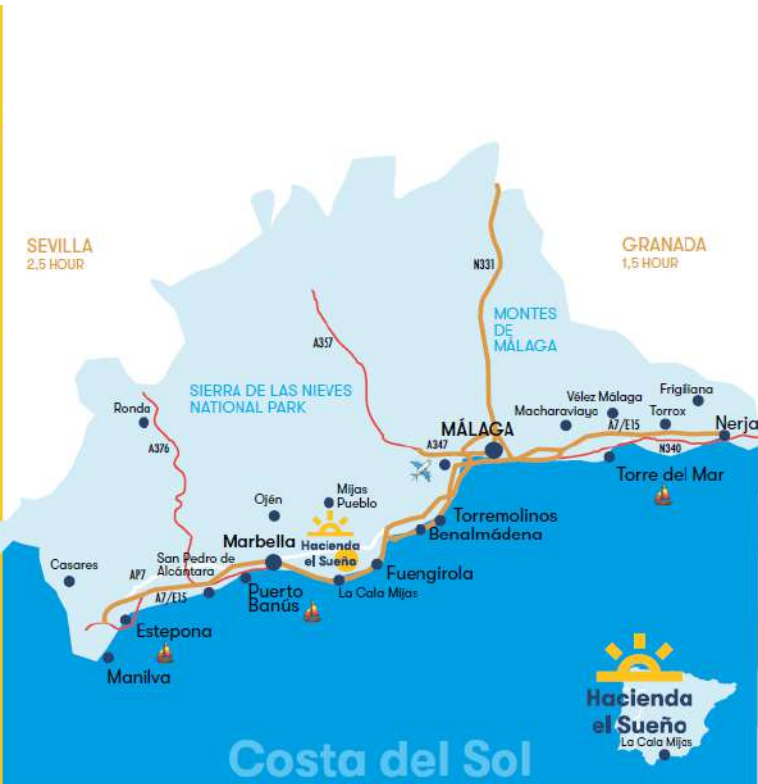 SEVILLA
2,5 HOUR
GRANADA
1,5 HOUR
N331
MONTES
DE
MÁLAGA
A357
SIERRA DE LAS NIEVES
NATIONAL PARK
Ronda
A376
Frigiliana
Vélez Málaga
Macharaviaya
Torrox
A7/E15
Nerja
MÁLAGA
A347
N340
Torre del Mar
Ojén
Mijas
Pueblo
Torremolinos
Benalmádena
Marbella
Hacienda
el Sueño
San Pedro de
Alcántara
Casares
AP7
A7/E15
Fuengirola
La Cala Mijas
Puerto
Banús
Estepona
Manilva
Hacienda
el Sueño
La Cala Mijas
Costa del Sol